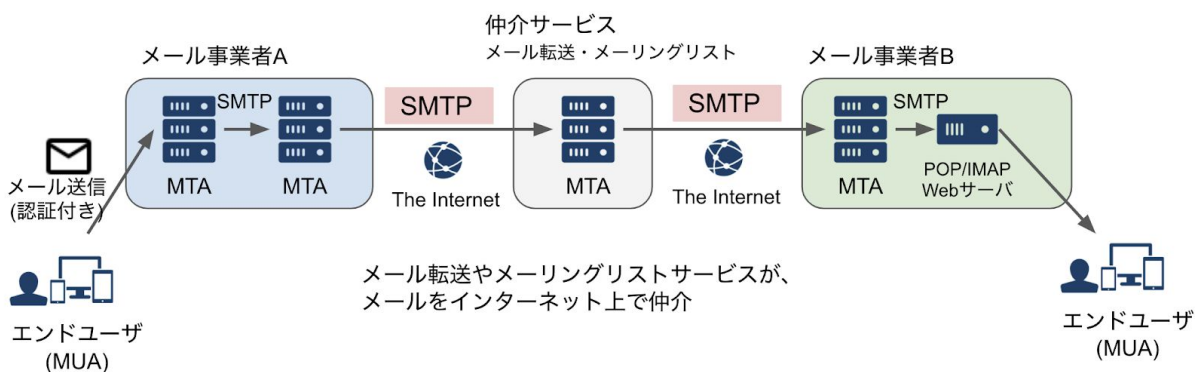 仲介サービス
メール転送・メーリングリスト
メール事業者A
メール事業者B
SMTP
SMTP
SMTP
SMTP
メール送信
(認証付き)
MTA
MTA
The Internet
MTA
The Internet
MTA
POP/IMAP
Webサーバ
メール転送やメーリングリストサービスが、
メールをインターネット上で仲介
エンドユーザ
(MUA)
エンドユーザ
(MUA)